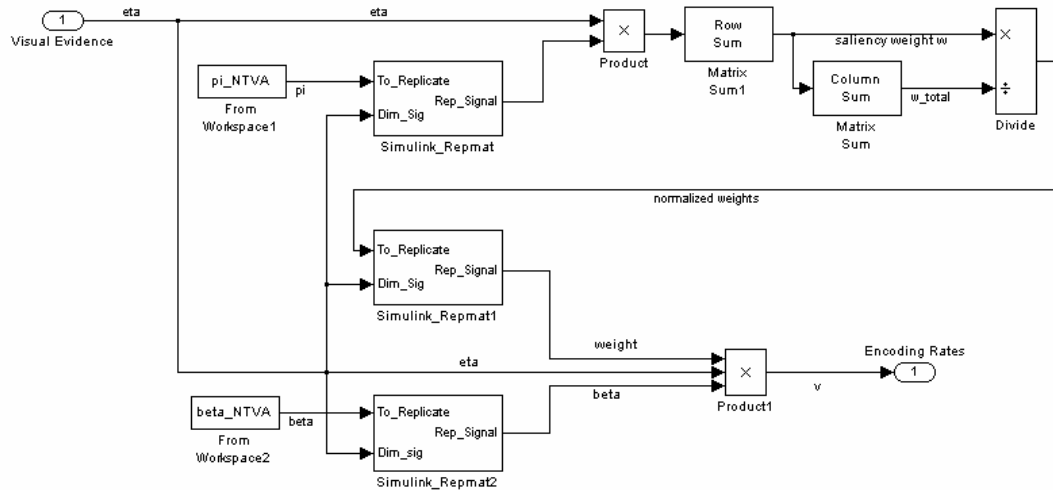 1
Visual Evidence
eta
eta
×
Product
Row
Sum
Matrix
Sum1
saliency weight w
Column
Sum
w_total
Matrix
Sum
×
÷
Divide
pi_NTVA
pi
From
Workspace1
To_Replicate
Rep_Signal
Dim_Sig
Simulink_Repmat
normalized weights
To_Replicate
Rep_Signal
Dim_Sig
Simulink_Repmat1
weight
eta
beta
×
Product1
v
Encoding Rates
1
beta_NTVA
beta
From
Workspace2
To_Replicate
Rep_Signal
Dim_sig
Simulink_Repmat2